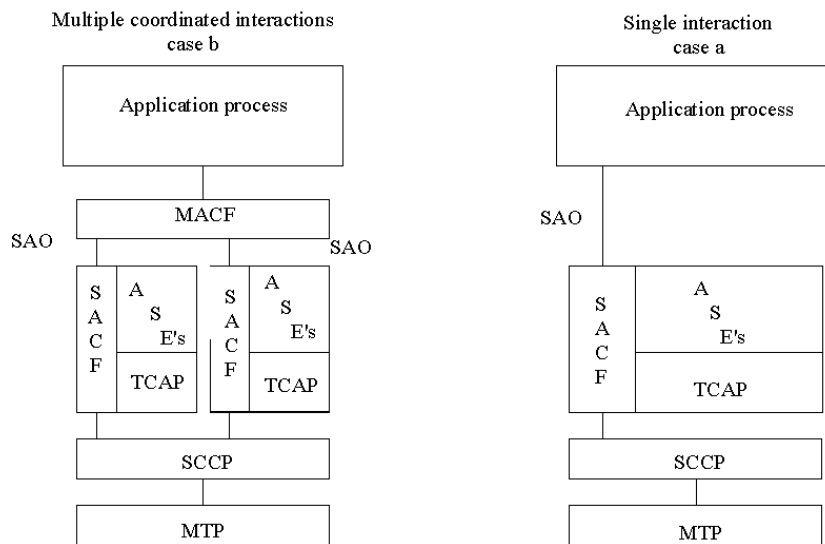 Multiple coordinated interactions
case b
Application process
MACF
SAO
SAO
S
A
C
F
A
S
E's
TCAP
S
A
C
F
A
S
E's
TCAP
SCCP
MTP
Single interaction
case a
Application process
SAO
S
A
C
F
A
S
E's
TCAP
SCCP
MTP